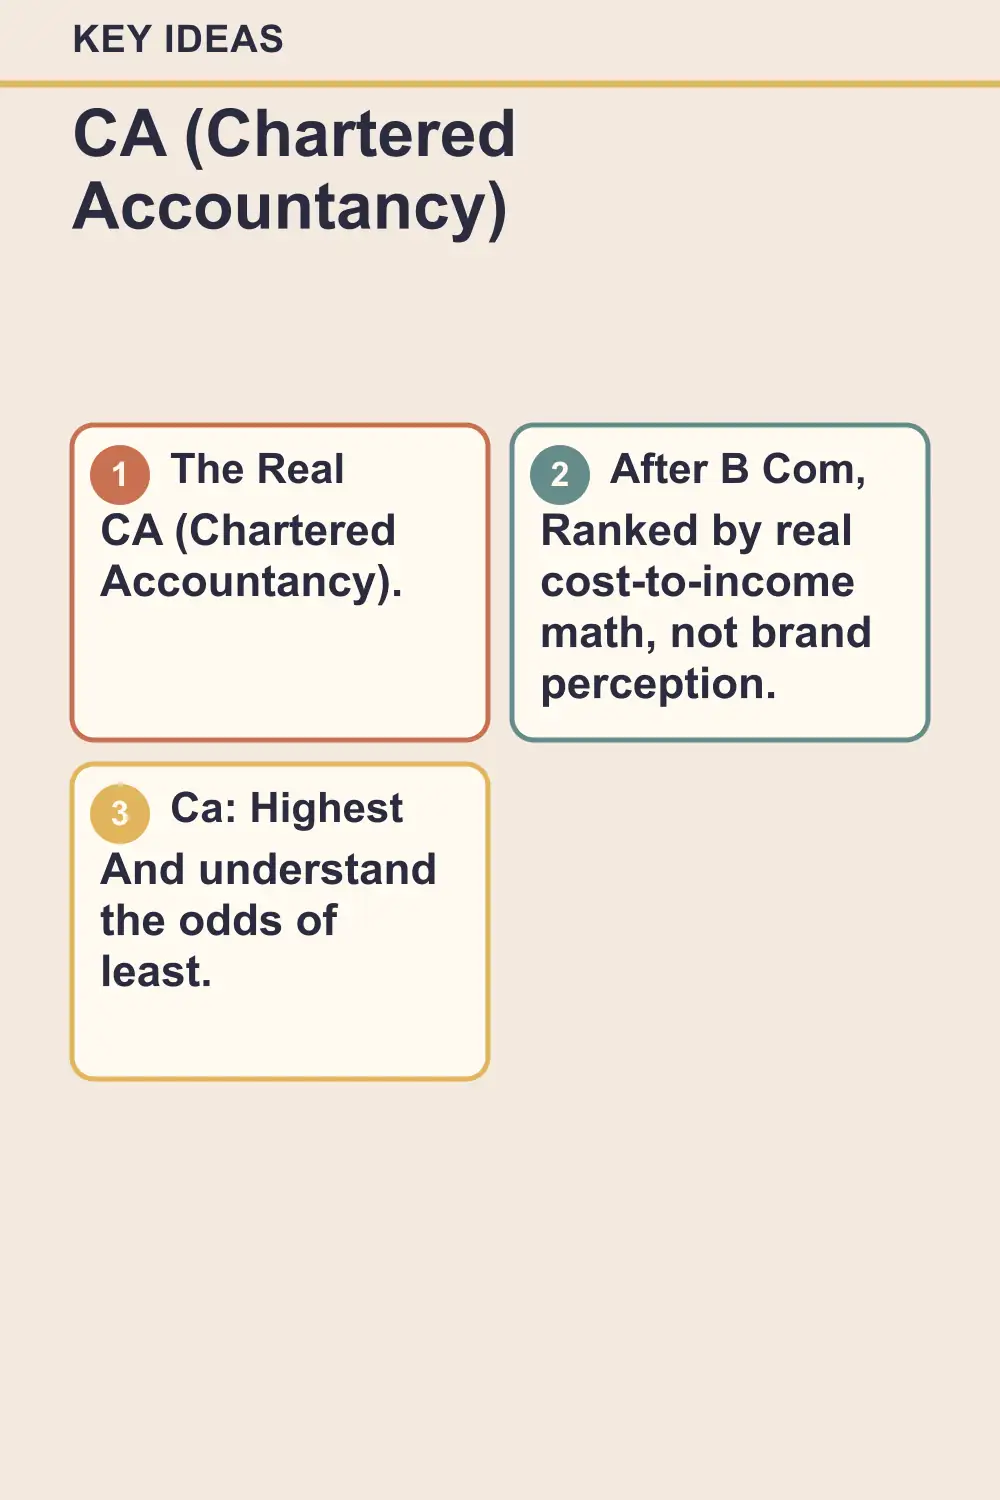 KEY IDEAS
CA (Chartered
Accountancy)
1 The Real
CA (Chartered
Accountancy).
2 After B Com,
Ranked by real
cost-to-income
math, not brand
perception.
3 Ca: Highest
And understand
the odds of
least.